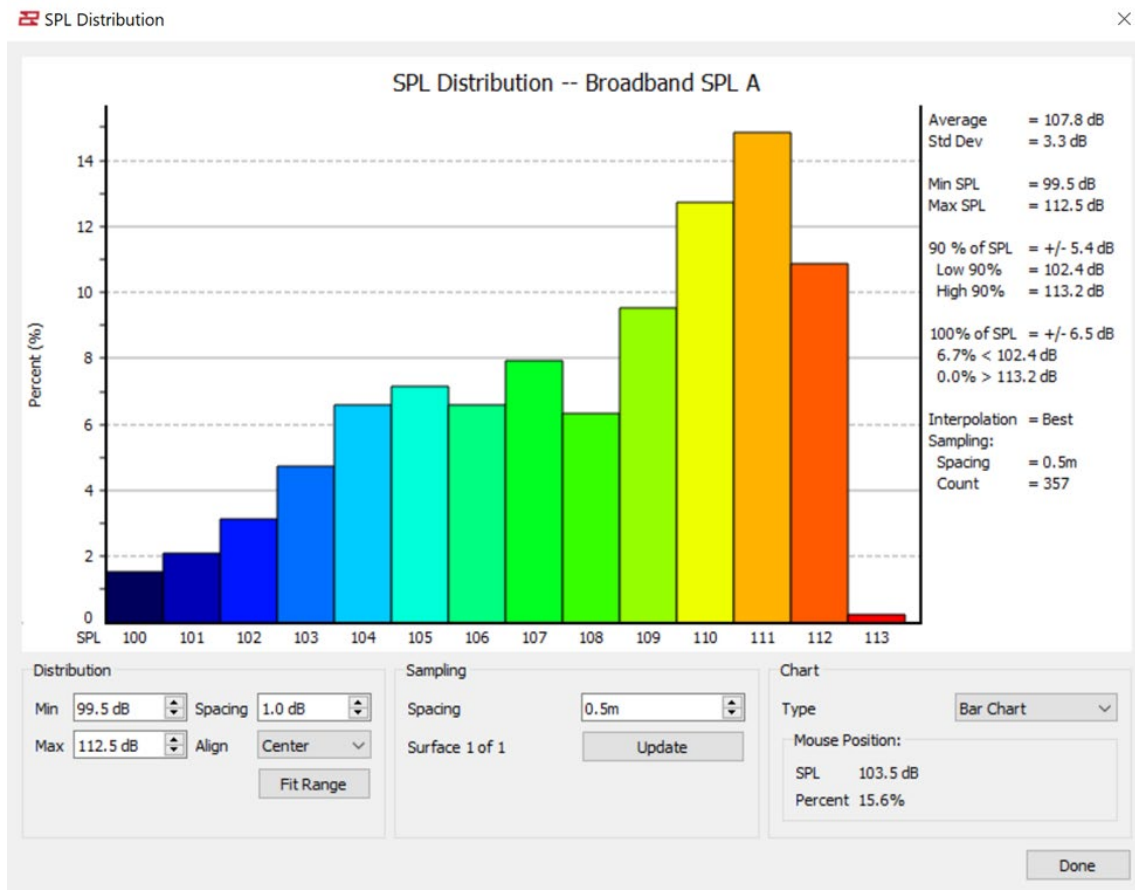 SPL Distribution
SPL Distribution -- Broadband SPL A
Percent (%)
14
12
10
8
6
4
2
0
SPL 100 101 102 103 104 105 106 107 108 109 110 111 112 113
Average = 107.8 dB
Std Dev = 3.3 dB
Min SPL = 99.5 dB
Max SPL = 112.5 dB
90 % of SPL = +/- 5.4 dB
Low 90% = 102.4 dB
High 90% = 113.2 dB
100% of SPL = +/- 6.5 dB
6.7% < 102.4 dB
0.0% > 113.2 dB
Interpolation = Best
Sampling:
Spacing = 0.5m
Count = 357
Distribution
Min 99.5 dB Spacing 1.0 dB
Max 112.5 dB Align Center
Fit Range
Sampling
Spacing 0.5m
Surface 1 of 1 Update
Chart
Type Bar Chart
Mouse Position:
SPL 103.5 dB
Percent 15.6%
Done